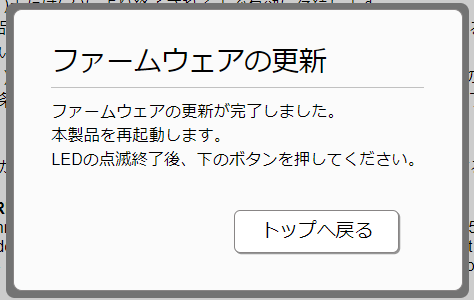 ファームウェアの更新
ファームウェアの更新が完了しました。
本製品を再起動します。
LEDの点滅終了後、下のボタンを押してください。
トップへ戻る